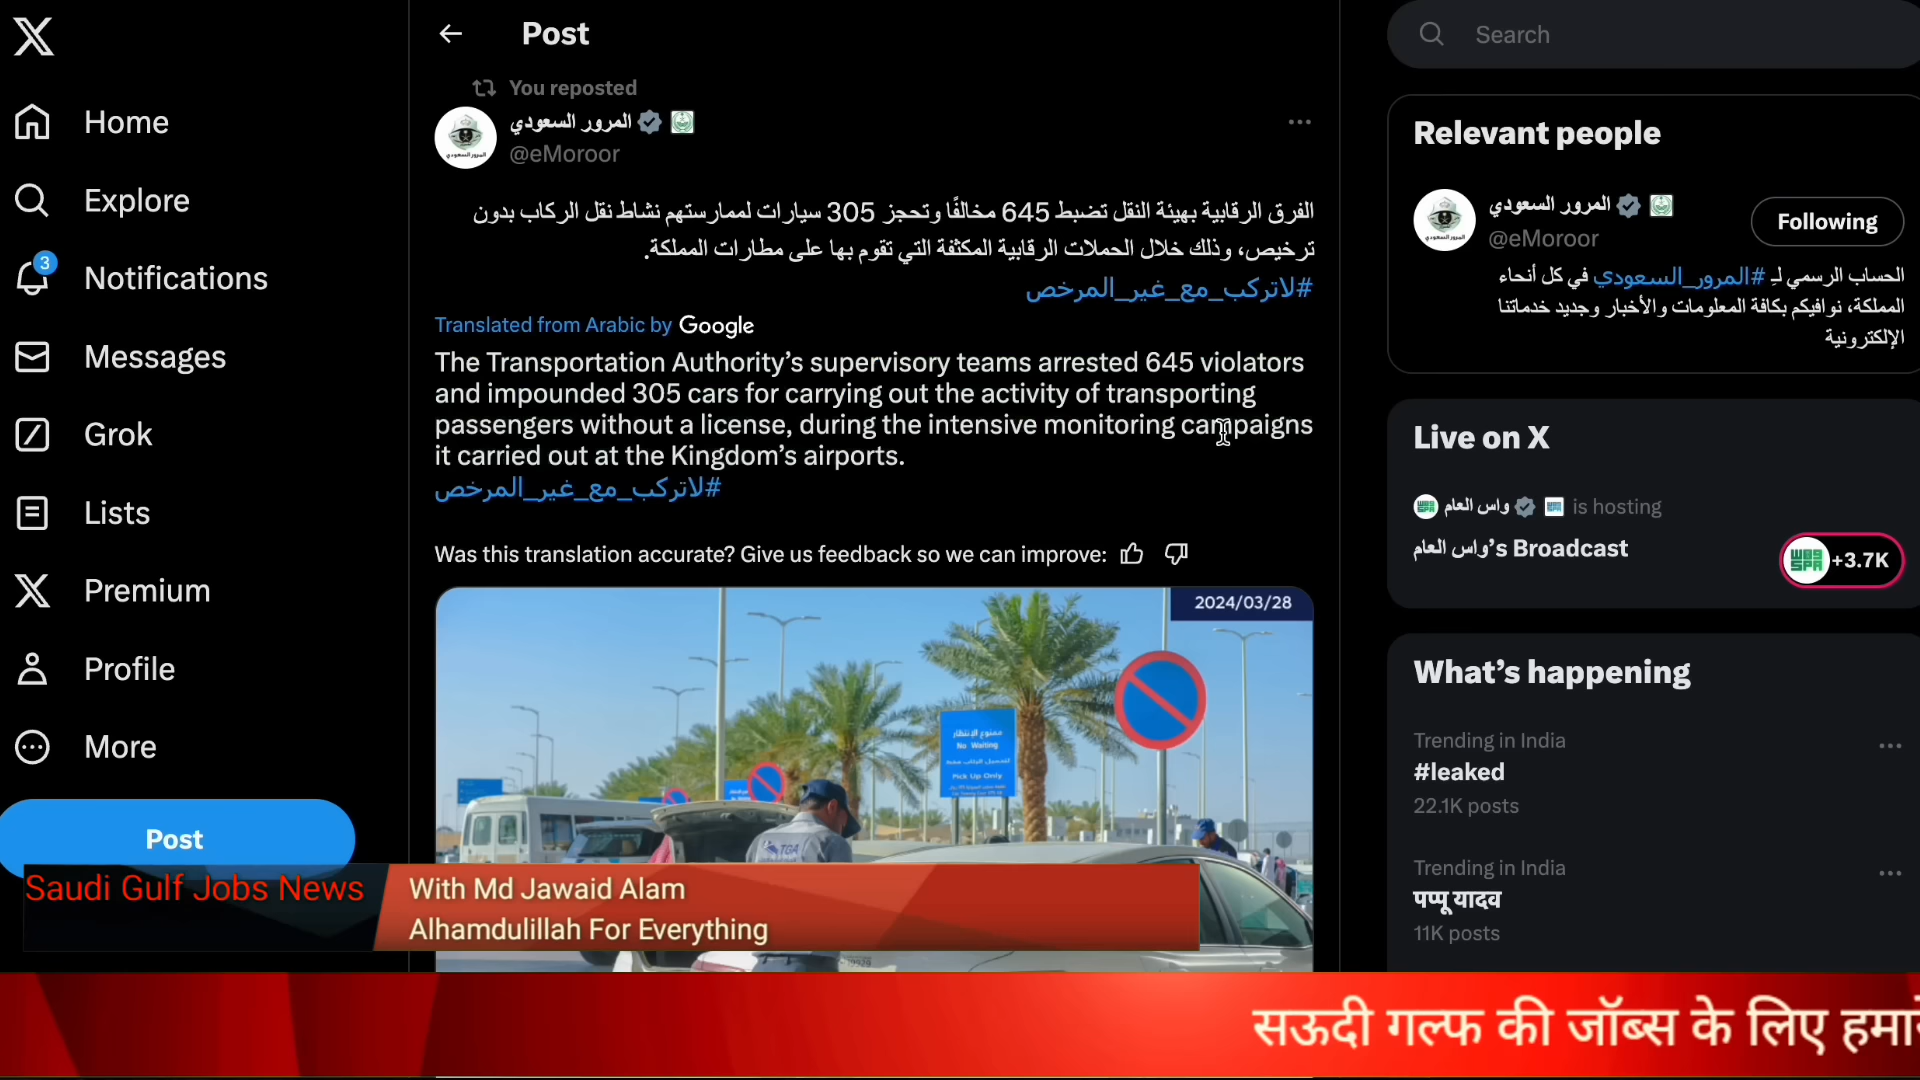 Home
Explore
3
Notifications
Messages
Grok
Lists
Premium
Profile
More
Post
Post
You reposted
المرور السعودي
@eMoroor
الفرق الرقابية بهيئة النقل تضبط 645 مخالفًا وتحجز 305 سيارات لممارستهم نشاط نقل الركاب بدون
ترخيص، وذلك خلال الحملات الرقابية المكثفة التي تقوم بها على مطارات المملكة.
#لاتركب_مع_غير_المرخص
Translated from Arabic by Google
The Transportation Authority's supervisory teams arrested 645 violators
and impounded 305 cars for carrying out the activity of transporting
passengers without a license, during the intensive monitoring campaigns
it carried out at the Kingdom's airports.
#لاتركب_مع_غير_المرخص
Was this translation accurate? Give us feedback so we can improve:
2024/03/28
ممنوع الإنتظار
No Waiting
Pick Up Only
TGA
Search
Relevant people
المرور السعودي
@eMoroor
Following
الحساب الرسمي لـِ #المرور_السعودي في كل أنحاء
المملكة، نوافيكم بكافة المعلومات والأخبار وجديد خدماتنا
الإلكترونية
Live on X
واس العام is hosting
واس العام's Broadcast
+3.7K
What's happening
Trending in India
#leaked
22.1K posts
Trending in India
पप्पू यादव
11K posts
Saudi Gulf Jobs News
With Md Jawaid Alam
Alhamdulillah For Everything
सऊदी गल्फ की जॉब्स के लिए हमारे